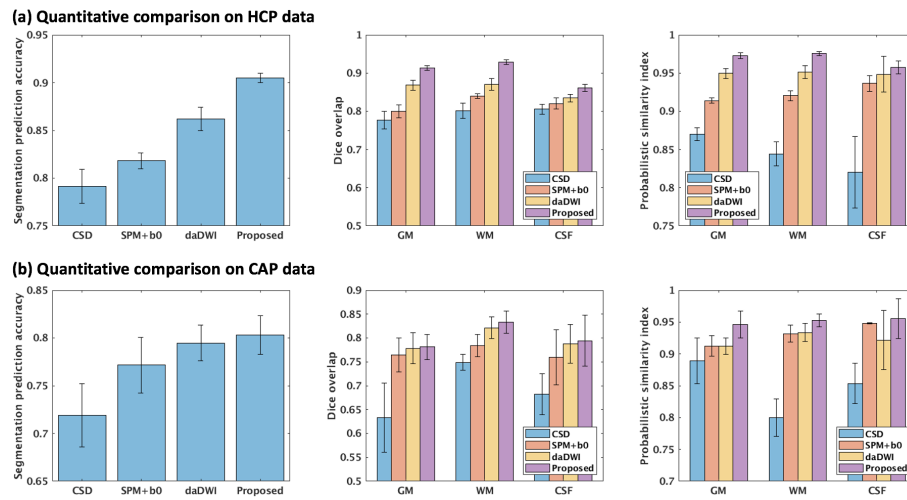 (a) Quantitative comparison on HCP data
Segmentation prediction accuracy
0.95
0.9
0.85
0.8
0.75
CSD SPM+b0 daDWI Proposed
Dice overlap
1
0.9
0.8
0.7
0.6
0.5
GM WM CSF
CSD
SPM+b0
daDWI
Proposed
Probabilistic similarity index
1
0.95
0.9
0.85
0.8
0.75
GM WM CSF
CSD
SPM+b0
daDWI
Proposed
(b) Quantitative comparison on CAP data
Segmentation prediction accuracy
0.85
0.8
0.75
0.7
0.65
CSD SPM+b0 daDWI Proposed
Dice overlap
0.9
0.85
0.8
0.75
0.7
0.65
0.6
0.55
0.5
GM WM CSF
CSD
SPM+b0
daDWI
Proposed
Probabilistic similarity index
1
0.95
0.9
0.85
0.8
0.75
0.7
GM WM CSF
CSD
SPM+b0
daDWI
Proposed